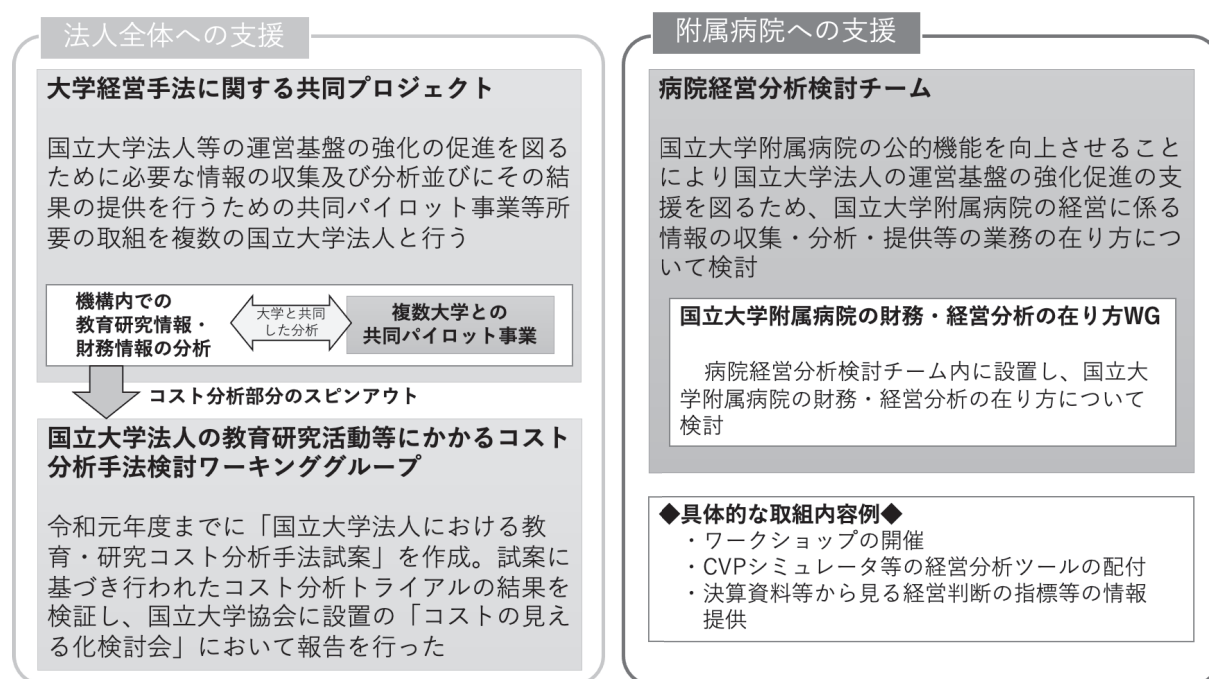 法人全体への支援
大学経営手法に関する共同プロジェクト
国立大学法人等の運営基盤の強化の促進を図る
ために必要な情報の収集及び分析並びにその結
果の提供を行うための共同パイロット事業等所
要の取組を複数の国立大学法人と行う
機構内での
教育研究情報・
財務情報の分析
大学と共同
した分析
複数大学との
共同パイロット事業
コスト分析部分のスピンアウト
国立大学法人の教育研究活動等にかかるコスト
分析手法検討ワーキンググループ
令和元年度までに「国立大学法人における教
育・研究コスト分析手法試案」を作成。試案に
基づき行われたコスト分析トライアルの結果を
検証し、国立大学協会に設置の「コストの見え
る化検討会」において報告を行った
附属病院への支援
病院経営分析検討チーム
国立大学附属病院の公的機能を向上させること
により国立大学法人の運営基盤の強化促進の支
援を図るため、国立大学附属病院の経営に係る
情報の収集・分析・提供等の業務の在り方につ
いて検討
国立大学附属病院の財務・経営分析の在り方WG
病院経営分析検討チーム内に設置し、国立大
学附属病院の財務・経営分析の在り方について
検討
◆具体的な取組内容例◆
・ワークショップの開催
・CVPシミュレータ等の経営分析ツールの配付
・決算資料等から見る経営判断の指標等の情報
提供